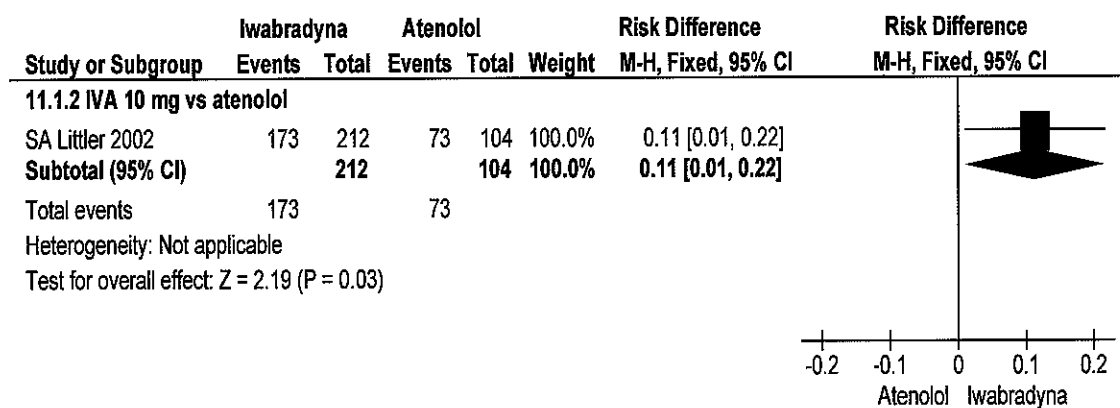 Iwabradyna Atenolol Risk Difference Risk Difference
Study or Subgroup Events Total Events Total Weight M-H, Fixed, 95% CI M-H, Fixed, 95% CI
11.1.2 IVA 10 mg vs atenolol
SA Littler 2002 173 212 73 104 100.0% 0.11 [0.01, 0.22]
Subtotal (95% CI) 212 104 100.0% 0.11 [0.01, 0.22]
Total events 173 73
Heterogeneity: Not applicable
Test for overall effect: Z = 2.19 (P = 0.03)
-0.2 -0.1 0 0.1 0.2
Atenolol Iwabradyna